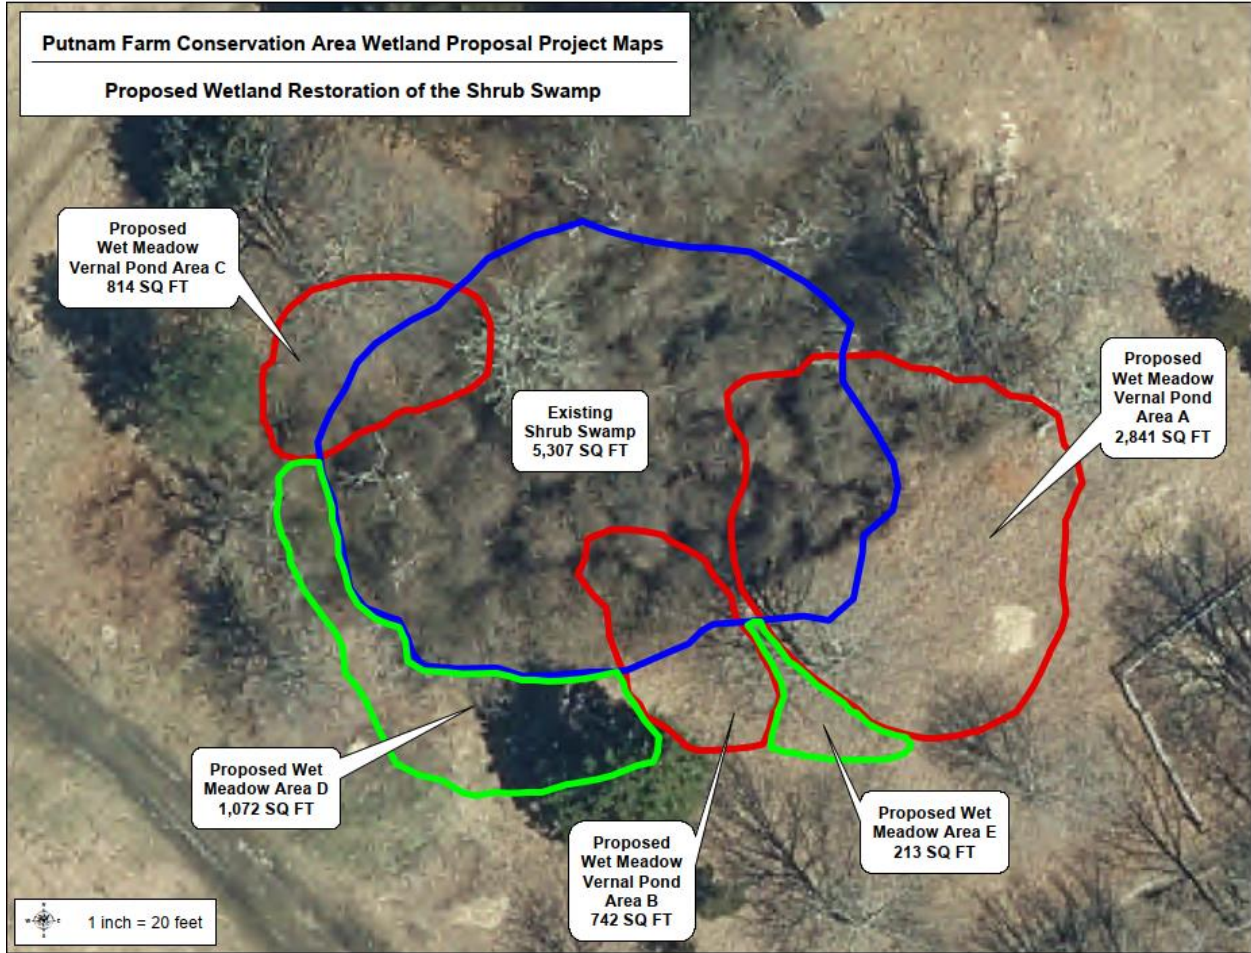 Putnam Farm Conservation Area Wetland Proposal Project Maps
Proposed Wetland Restoration of the Shrub Swamp
Proposed
Wet Meadow
Vernal Pond Area C
814 SQ FT
Existing
Shrub Swamp
5,307 SQ FT
Proposed
Wet Meadow
Vernal Pond
Area A
2,841 SQ FT
Proposed Wet
Meadow Area D
1,072 SQ FT
Proposed
Wet Meadow
Vernal Pond
Area B
742 SQ FT
Proposed Wet
Meadow Area E
213 SQ FT
1 inch = 20 feet